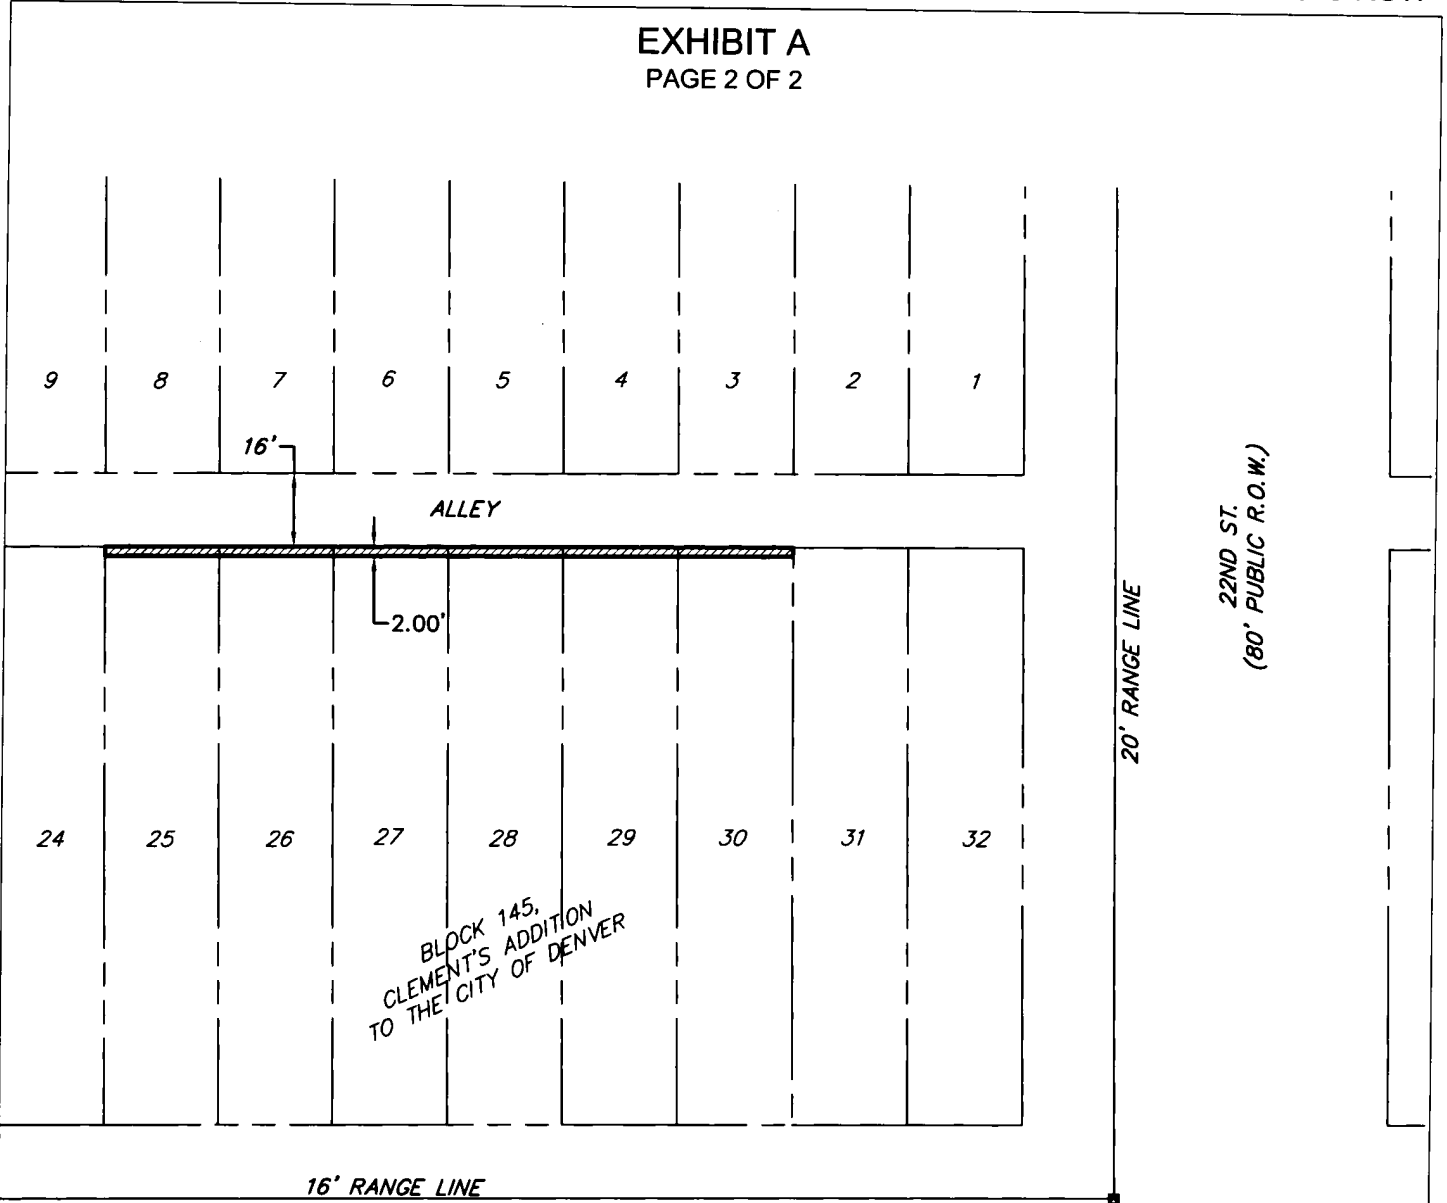 EXHIBIT A
PAGE 2 OF 2
9 8 7 6 5 4 3 2 1
16'
ALLEY
2.00'
22ND ST.
(80' PUBLIC R.O.W.)
20' RANGE LINE
24 25 26 27 28 29 30 31 32
BLOCK 145,
CLEMENT'S ADDITION
TO THE CITY OF DENVER
16' RANGE LINE